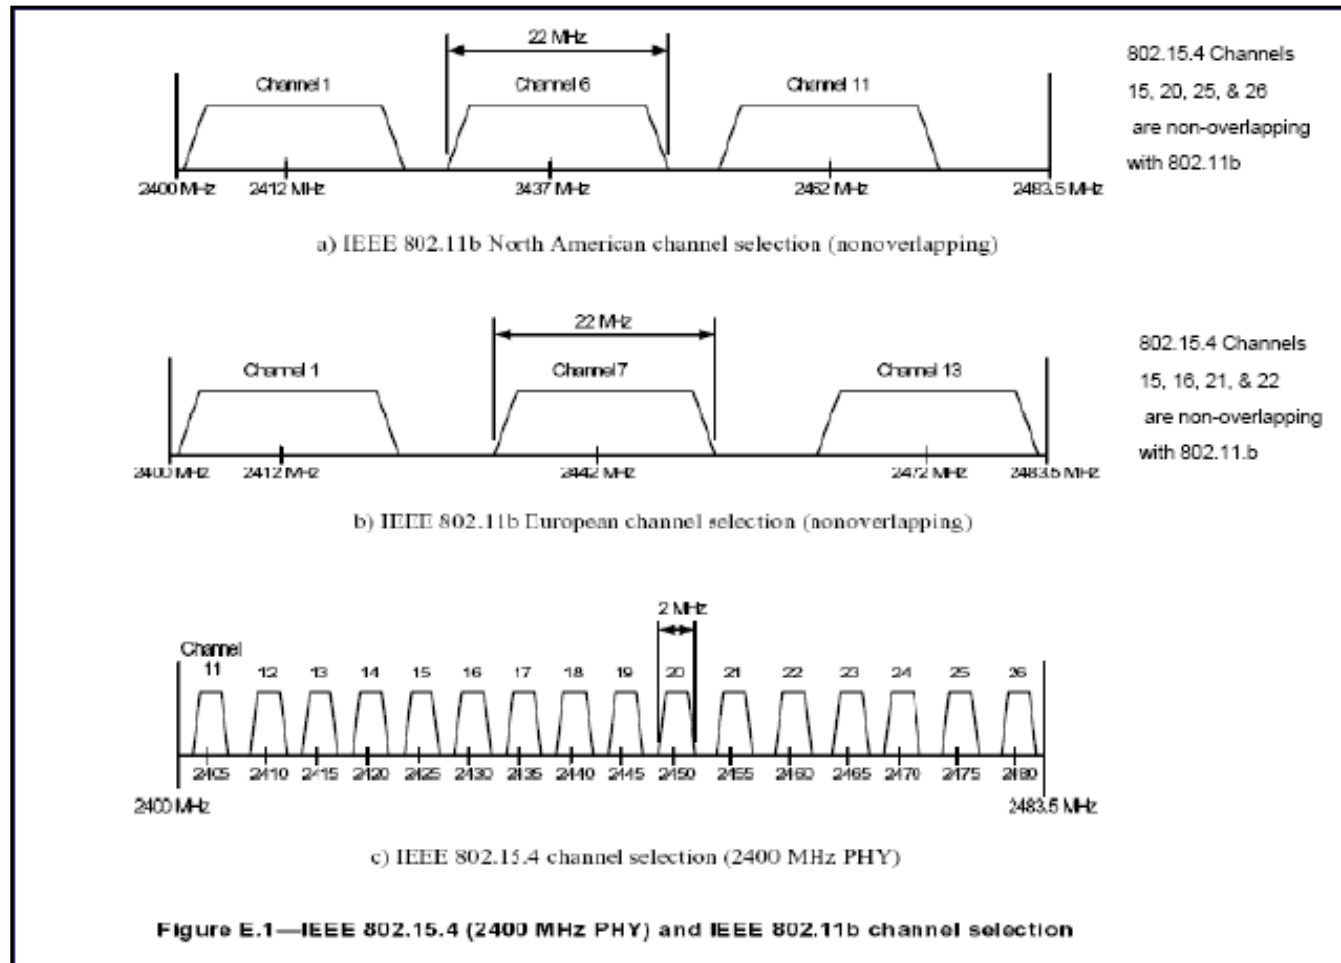 22 MHz
Channel 1
Channel 6
Channel 11
2400 MHz
2412 MHz
2437 MHz
2462 MHz
2483.5 MHz
802.15.4 Channels
15, 20, 25, & 26
are non-overlapping
with 802.11b
a) IEEE 802.11b North American channel selection (nonoverlapping)
22 MHz
Channel 1
Channel 7
Channel 13
2400 MHz
2412 MHz
2442 MHz
2472 MHz
2483.5 MHz
802.15.4 Channels
15, 16, 21, & 22
are non-overlapping
with 802.11.b
b) IEEE 802.11b European channel selection (nonoverlapping)
2 MHz
Channel
11 12 13 14 15 16 17 18 19 20 21 22 23 24 25 26
2405 2410 2415 2420 2425 2430 2435 2440 2445 2450 2455 2460 2465 2470 2475 2480
2400 MHz
2483.5 MHz
c) IEEE 802.15.4 channel selection (2400 MHz PHY)
Figure E.1—IEEE 802.15.4 (2400 MHz PHY) and IEEE 802.11b channel selection